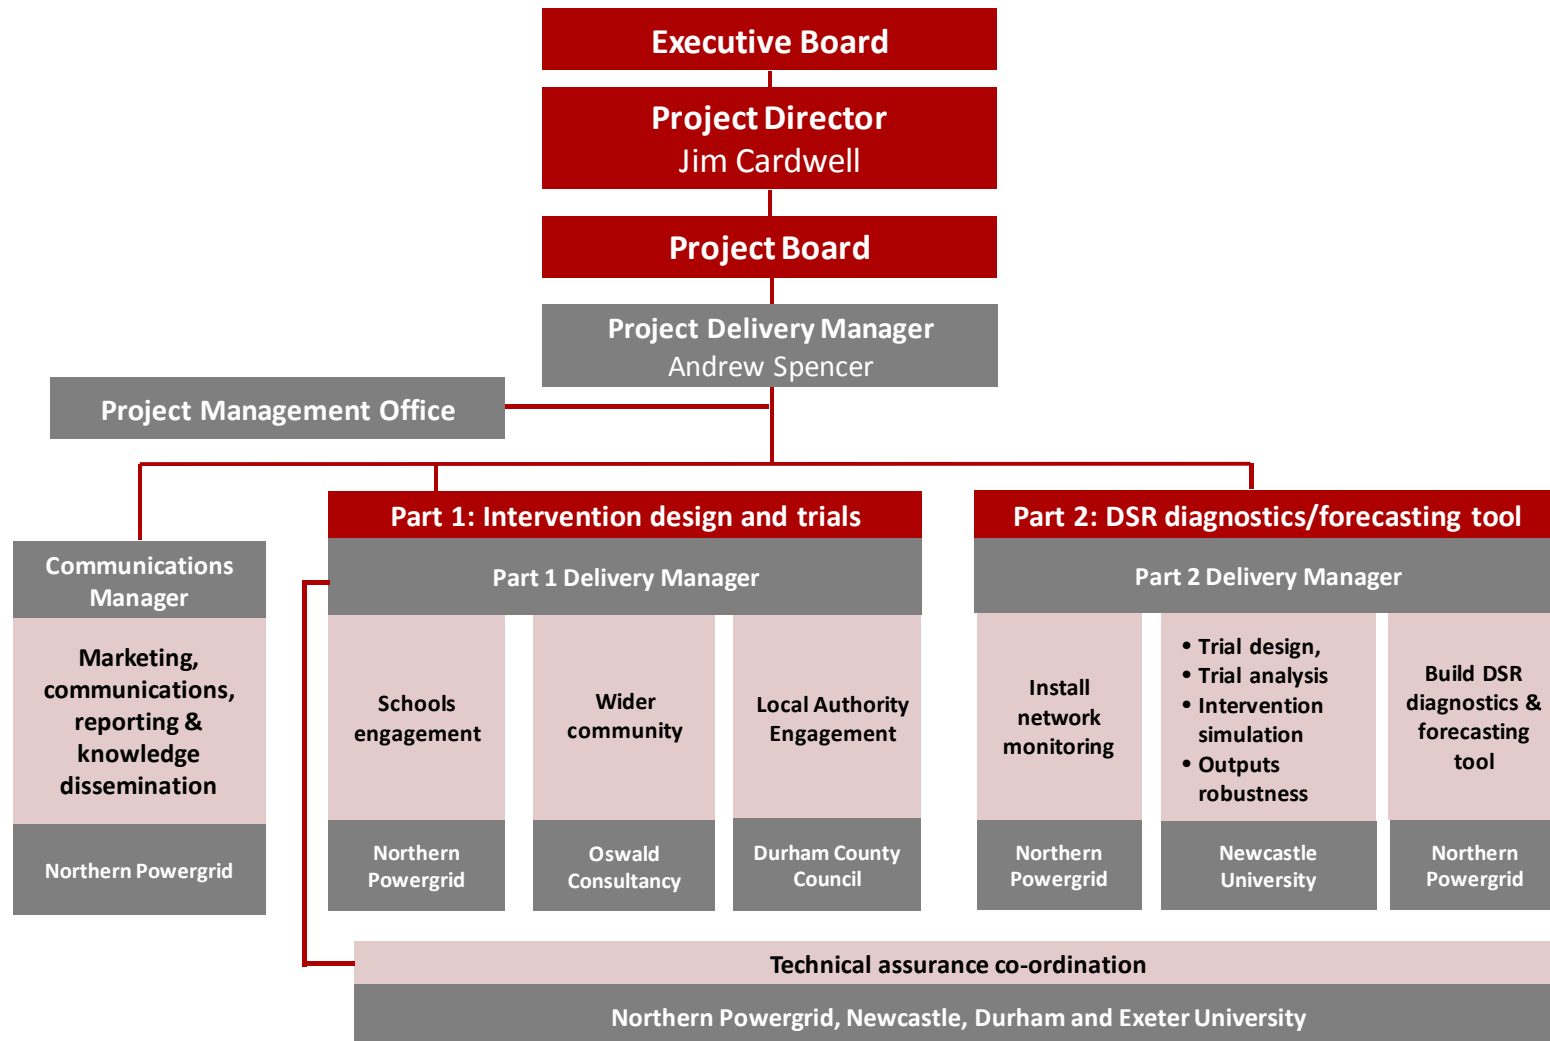 Executive Board
Project Director
Jim Cardwell
Project Board
Project Delivery Manager
Andrew Spencer
Project Management Office
Communications
Manager
Marketing,
communications,
reporting &
knowledge
dissemination
Northern Powergrid
Part 1: Intervention design and trials
Part 1 Delivery Manager
Schools
engagement
Northern
Powergrid
Wider
community
Oswald
Consultancy
Local Authority
Engagement
Durham County
Council
Part 2: DSR diagnostics/forecasting tool
Part 2 Delivery Manager
Install
network
monitoring
Northern
Powergrid
• Trial design,
• Trial analysis
• Intervention
simulation
• Outputs
robustness
Newcastle
University
Build DSR
diagnostics &
forecasting
tool
Northern
Powergrid
Technical assurance co-ordination
Northern Powergrid, Newcastle, Durham and Exeter University